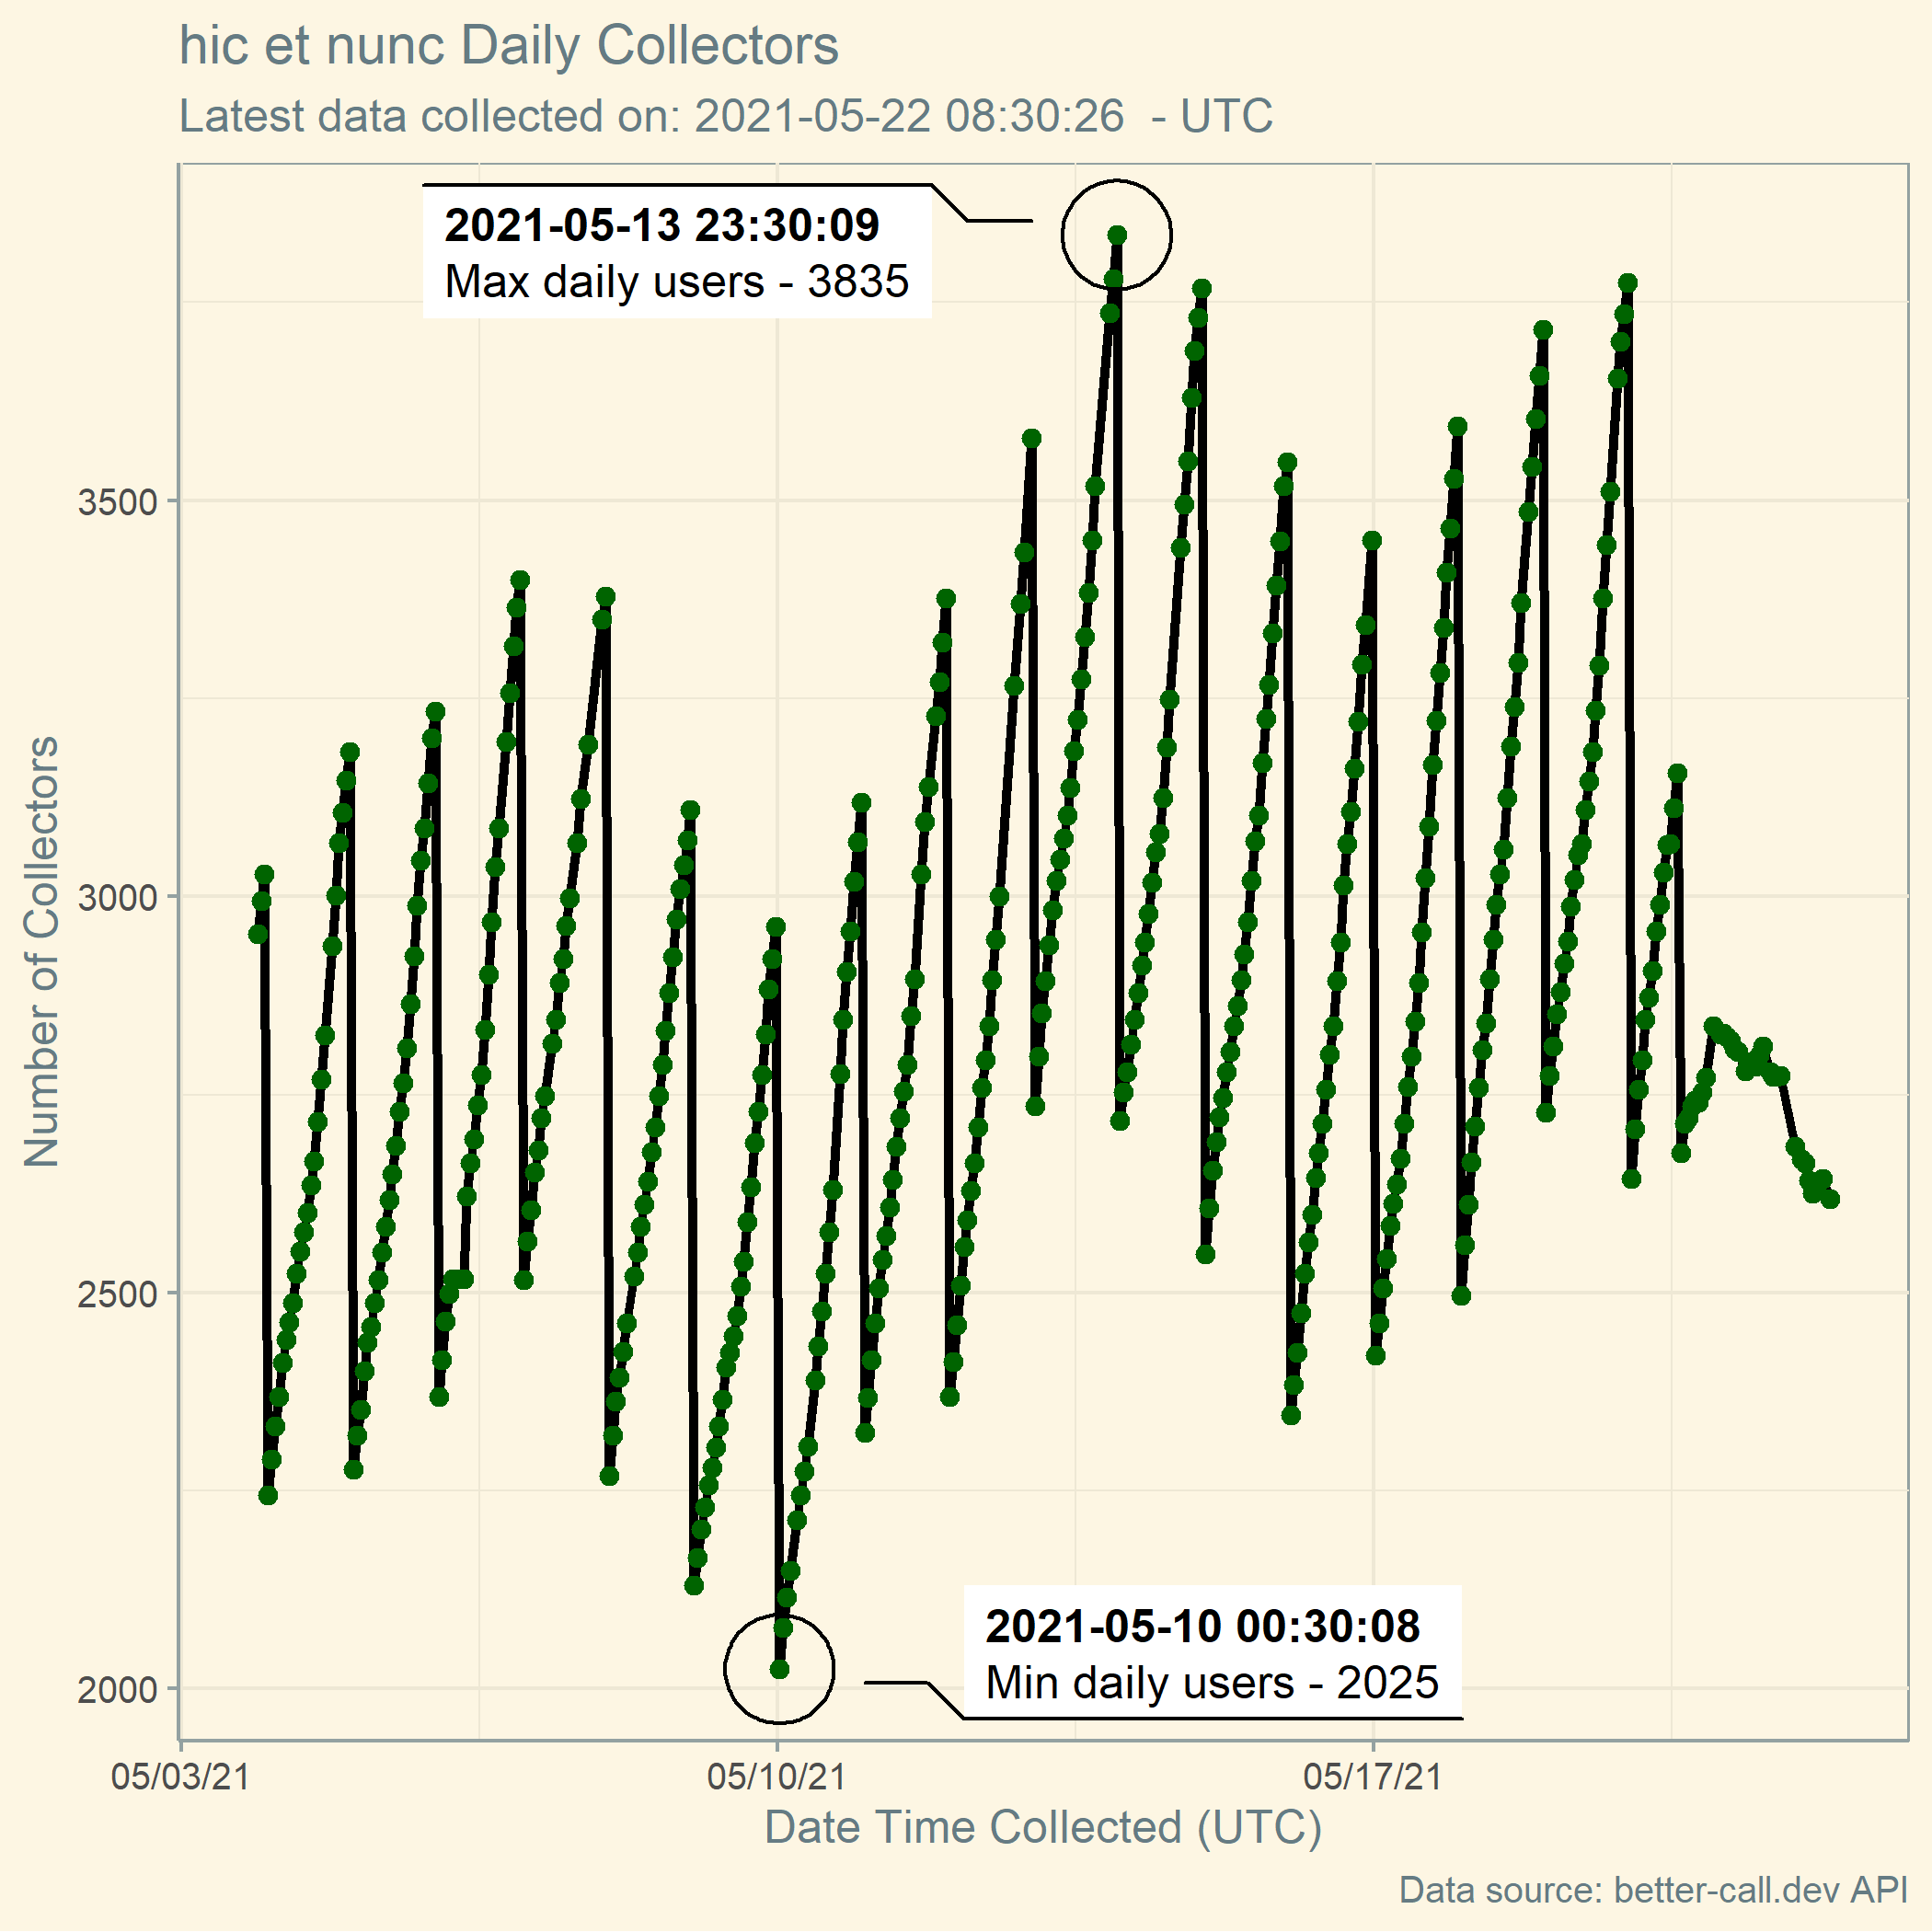 hic et nunc Daily Collectors
Latest data collected on: 2021-05-22 08:30:26  - UTC
2021-05-13 23:30:09
Max daily users - 3835
3500
3000
2500
2000
Number of Collectors
2021-05-10 00:30:08
Min daily users - 2025
05/03/21
05/10/21
05/17/21
Date Time Collected (UTC)
Data source: better-call.dev API